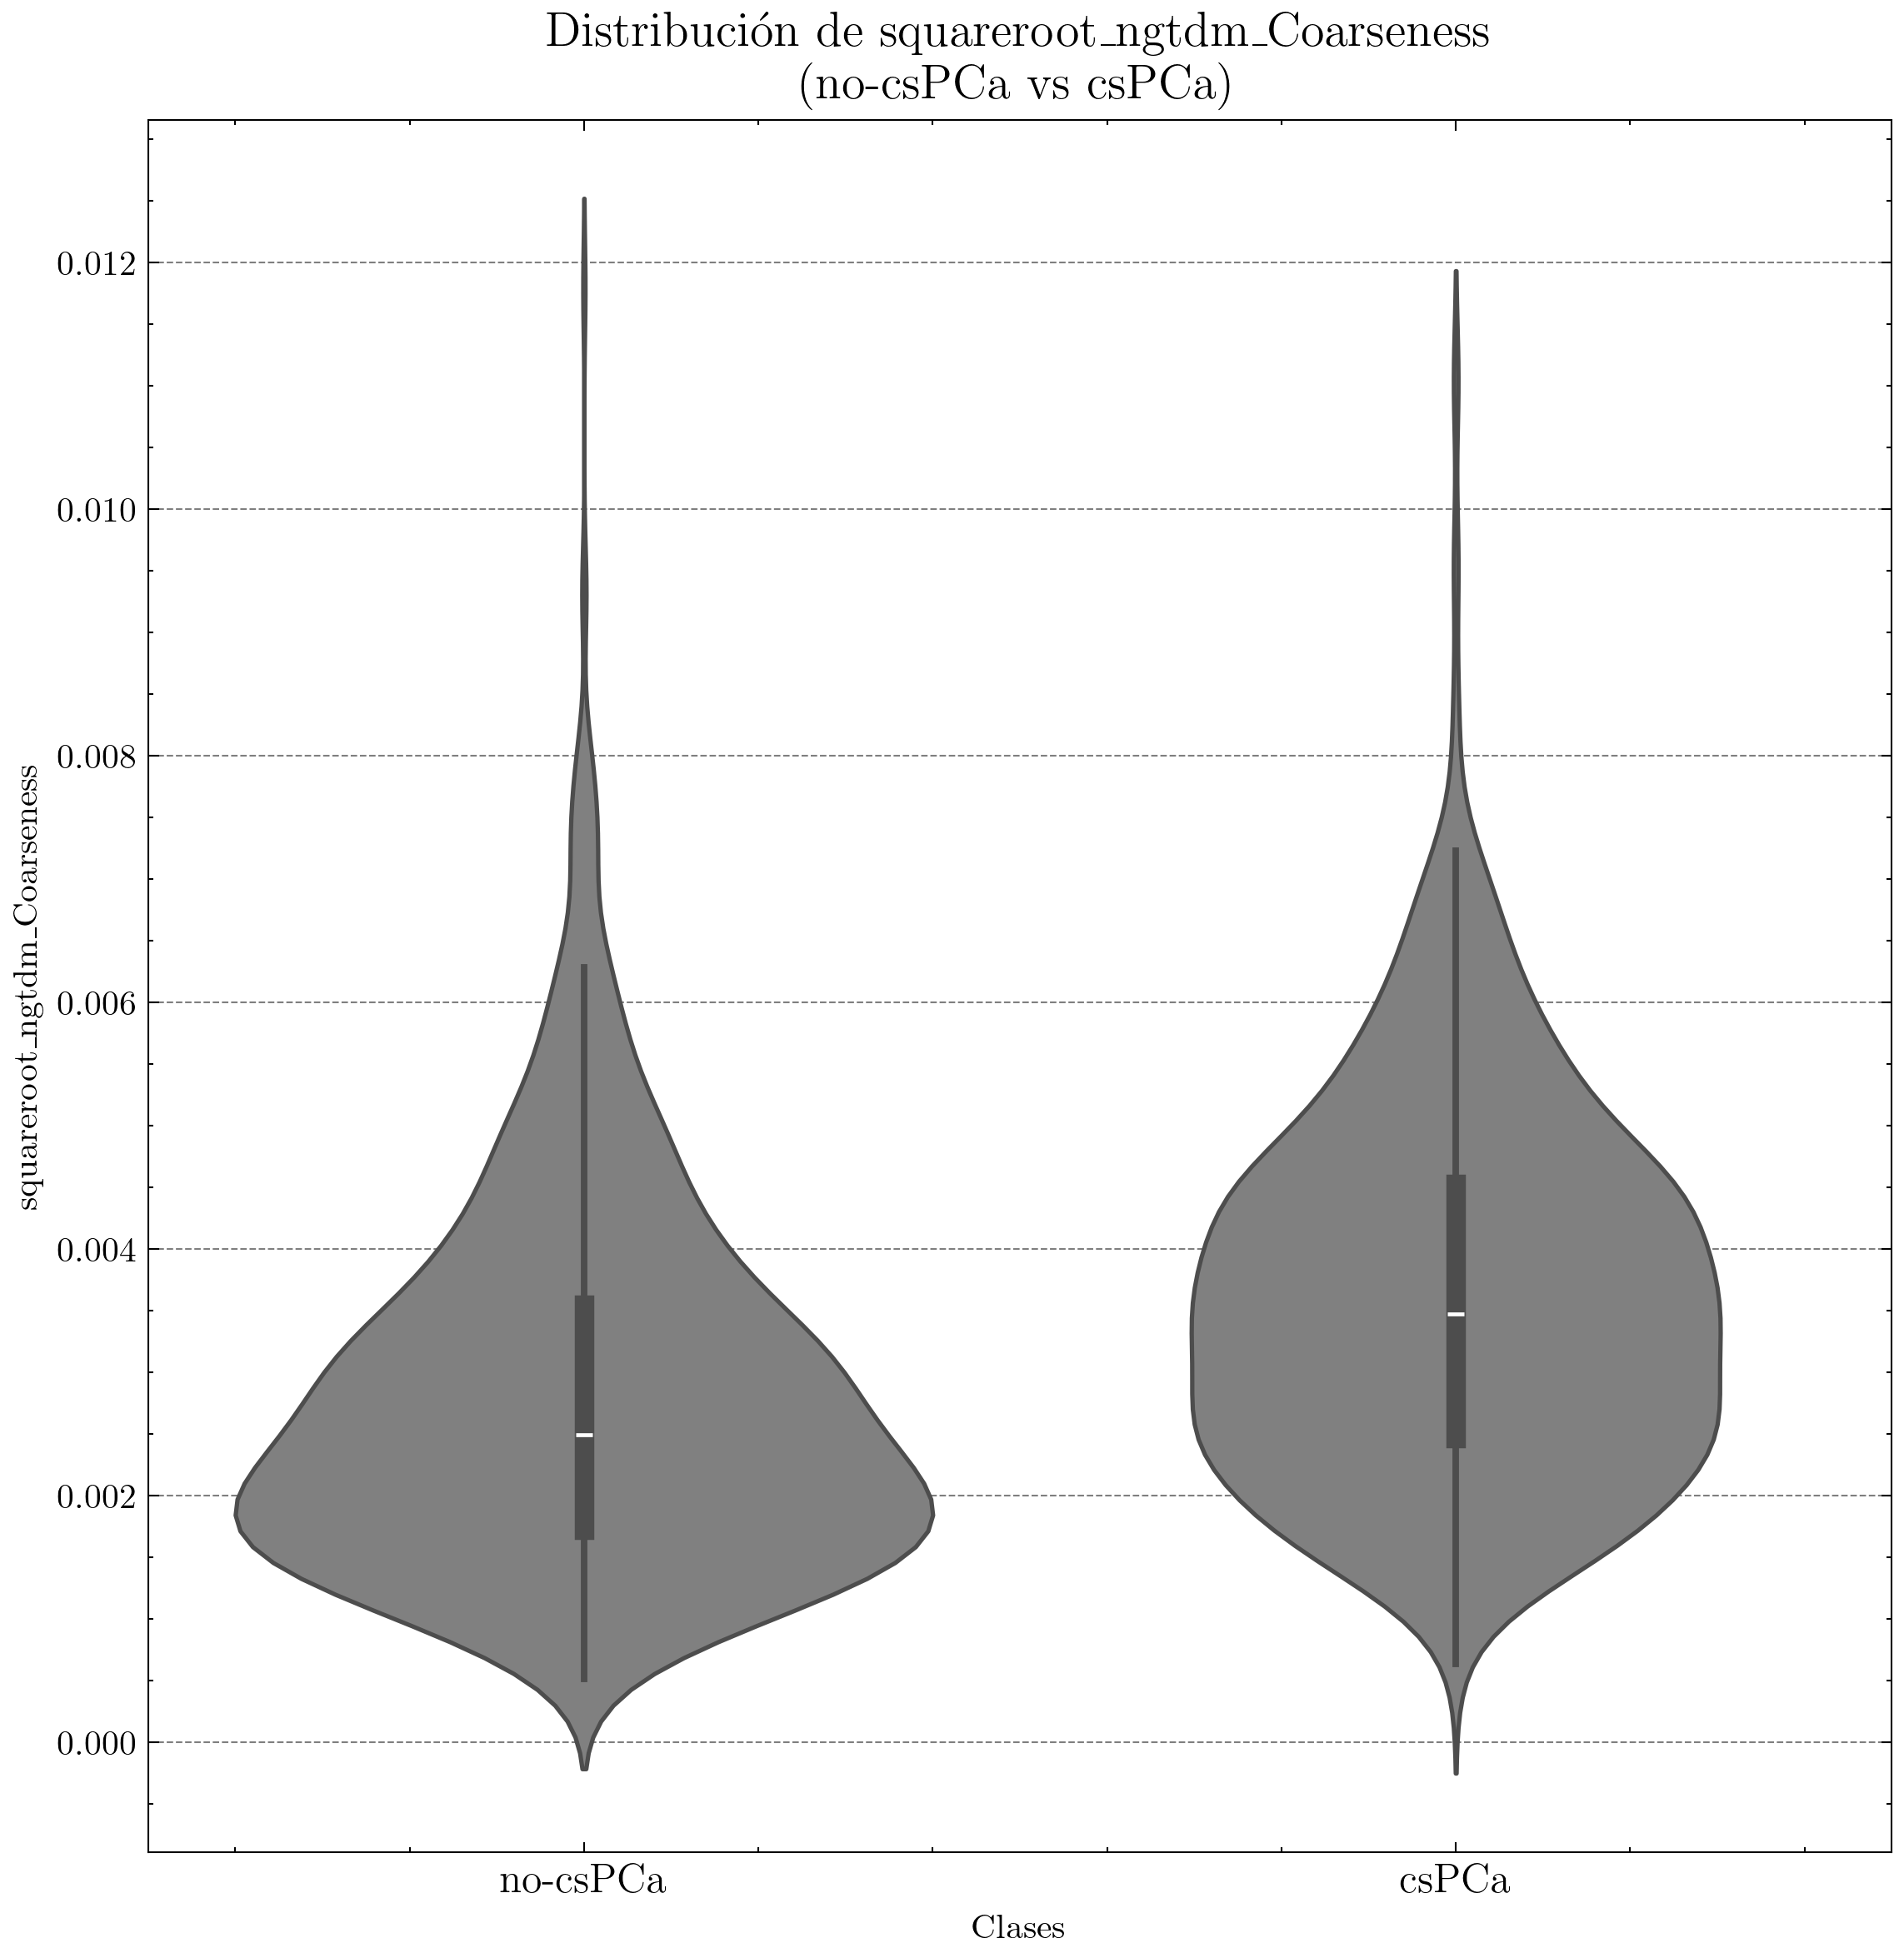 Distribución de squareroot_ngtdm_Coarseness
(no-csPCa vs csPCa)
squareroot_ngtdm_Coarseness
0.012
0.010
0.008
0.006
0.004
0.002
0.000
no-csPCa
csPCa
Clases